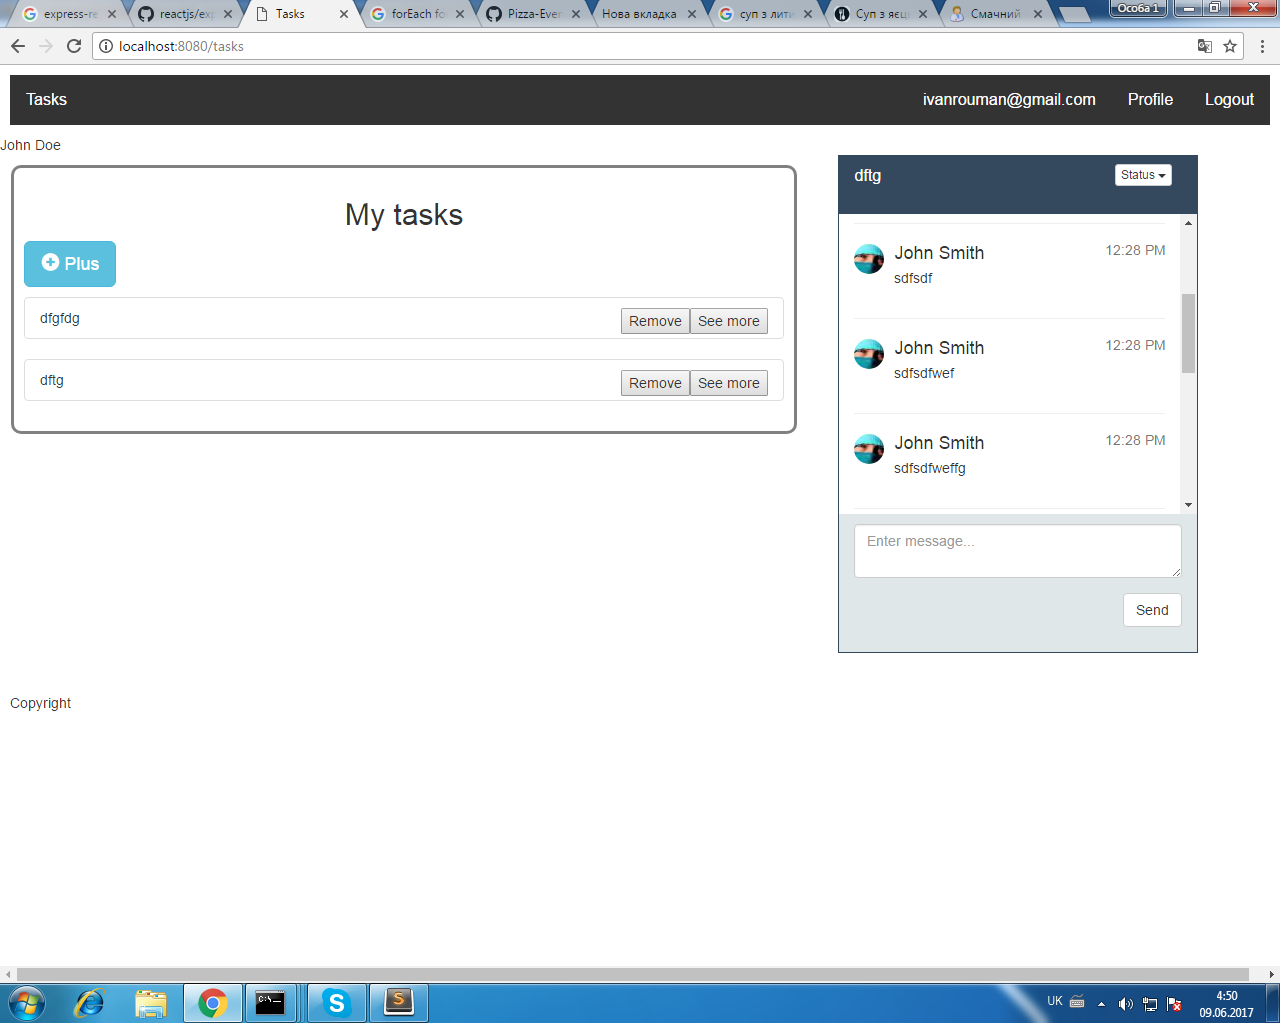 express-re
reactjs/exp
Tasks
forEach fo
Pizza-Ever
Нова вкладка
суп з лити
Суп з яєц
Смачний
Особа 1
localhost:8080/tasks
Tasks
ivanrouman@gmail.com
Profile
Logout
John Doe
My tasks
Plus
dfgfdg
Remove
See more
dftg
Remove
See more
dftg
Status
John Smith
12:28 PM
sdfsdf
John Smith
12:28 PM
sdfsdfwef
John Smith
12:28 PM
sdfsdfweffg
Enter message...
Send
Copyright
C:\_
UK
4:50
09.06.2017